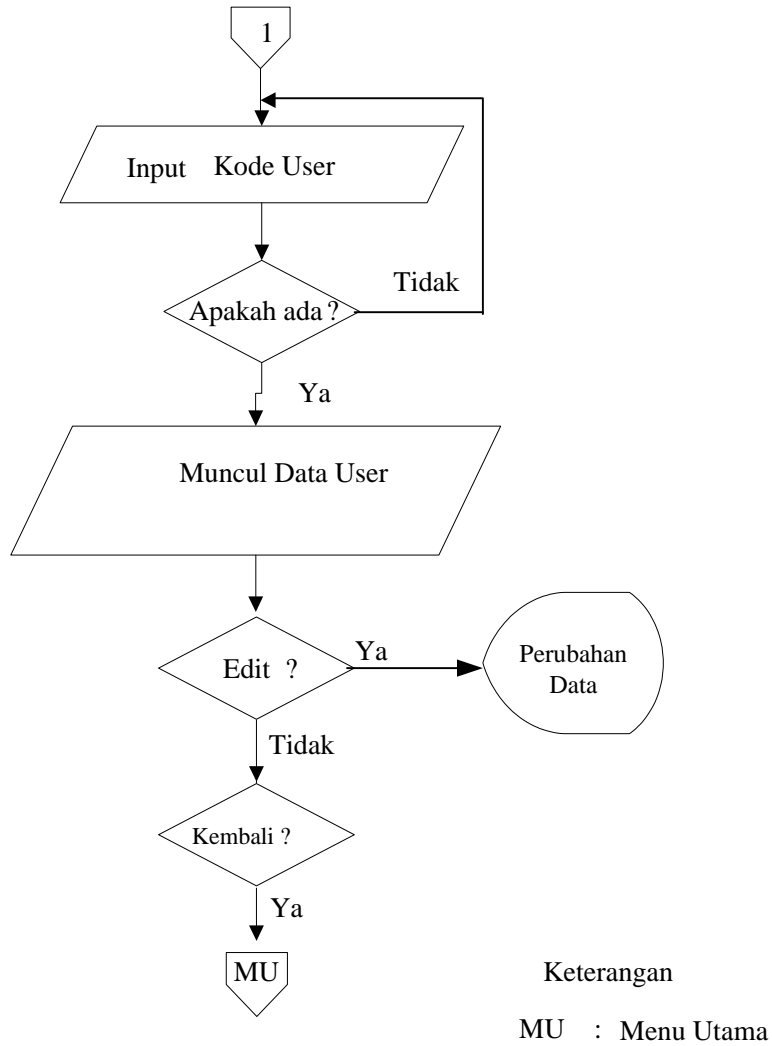 1
Input Kode User
Apakah ada ?
Tidak
Ya
Muncul Data User
Edit ?
Ya
Perubahan
Data
Tidak
Kembali ?
Ya
MU
Keterangan
MU : Menu Utama